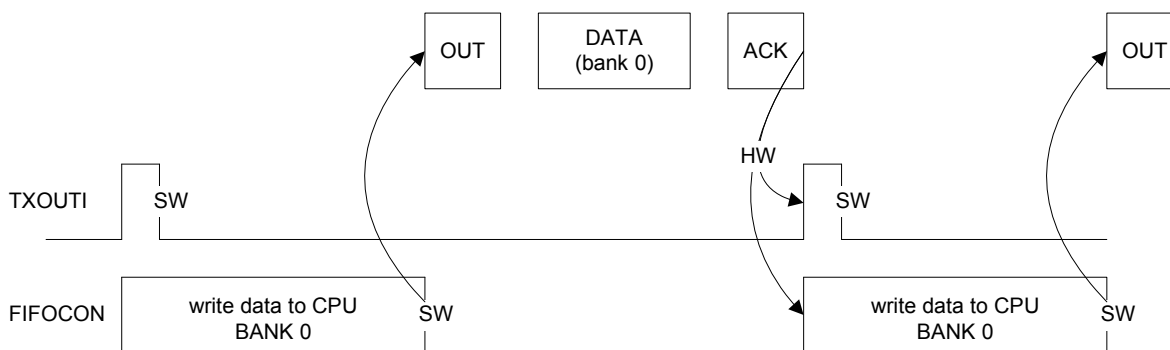 OUT
DATA
(bank 0)
ACK
OUT
HW
TXOUTI
SW
SW
FIFOCON
write data to CPU
BANK 0
SW
write data to CPU
BANK 0
SW